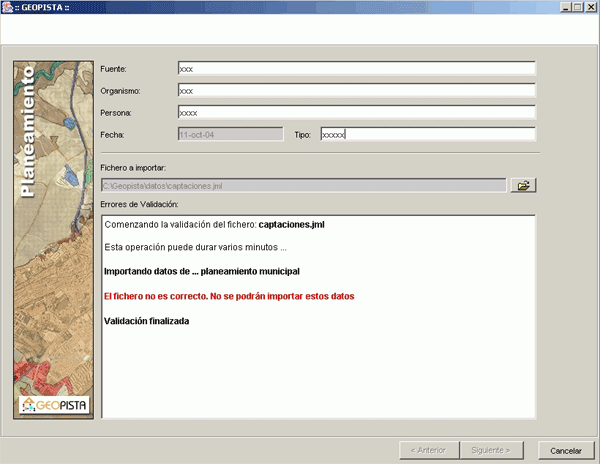 :: GEOPISTA ::
Planeamiento
Fuente: xxx
Organismo: xxx
Persona: xxxx
Fecha: 11-oct-04 Tipo: xxxxx
Fichero a importar:
C:\Geopista\datos\captaciones.jml
Errores de Validación:
Comenzando la validación del fichero: captaciones.jml
Esta operación puede durar varios minutos ...
Importando datos de ... planeamiento municipal
El fichero no es correcto. No se podrán importar estos datos
Validación finalizada
GEOPISTA
< Anterior Siguiente > Cancelar